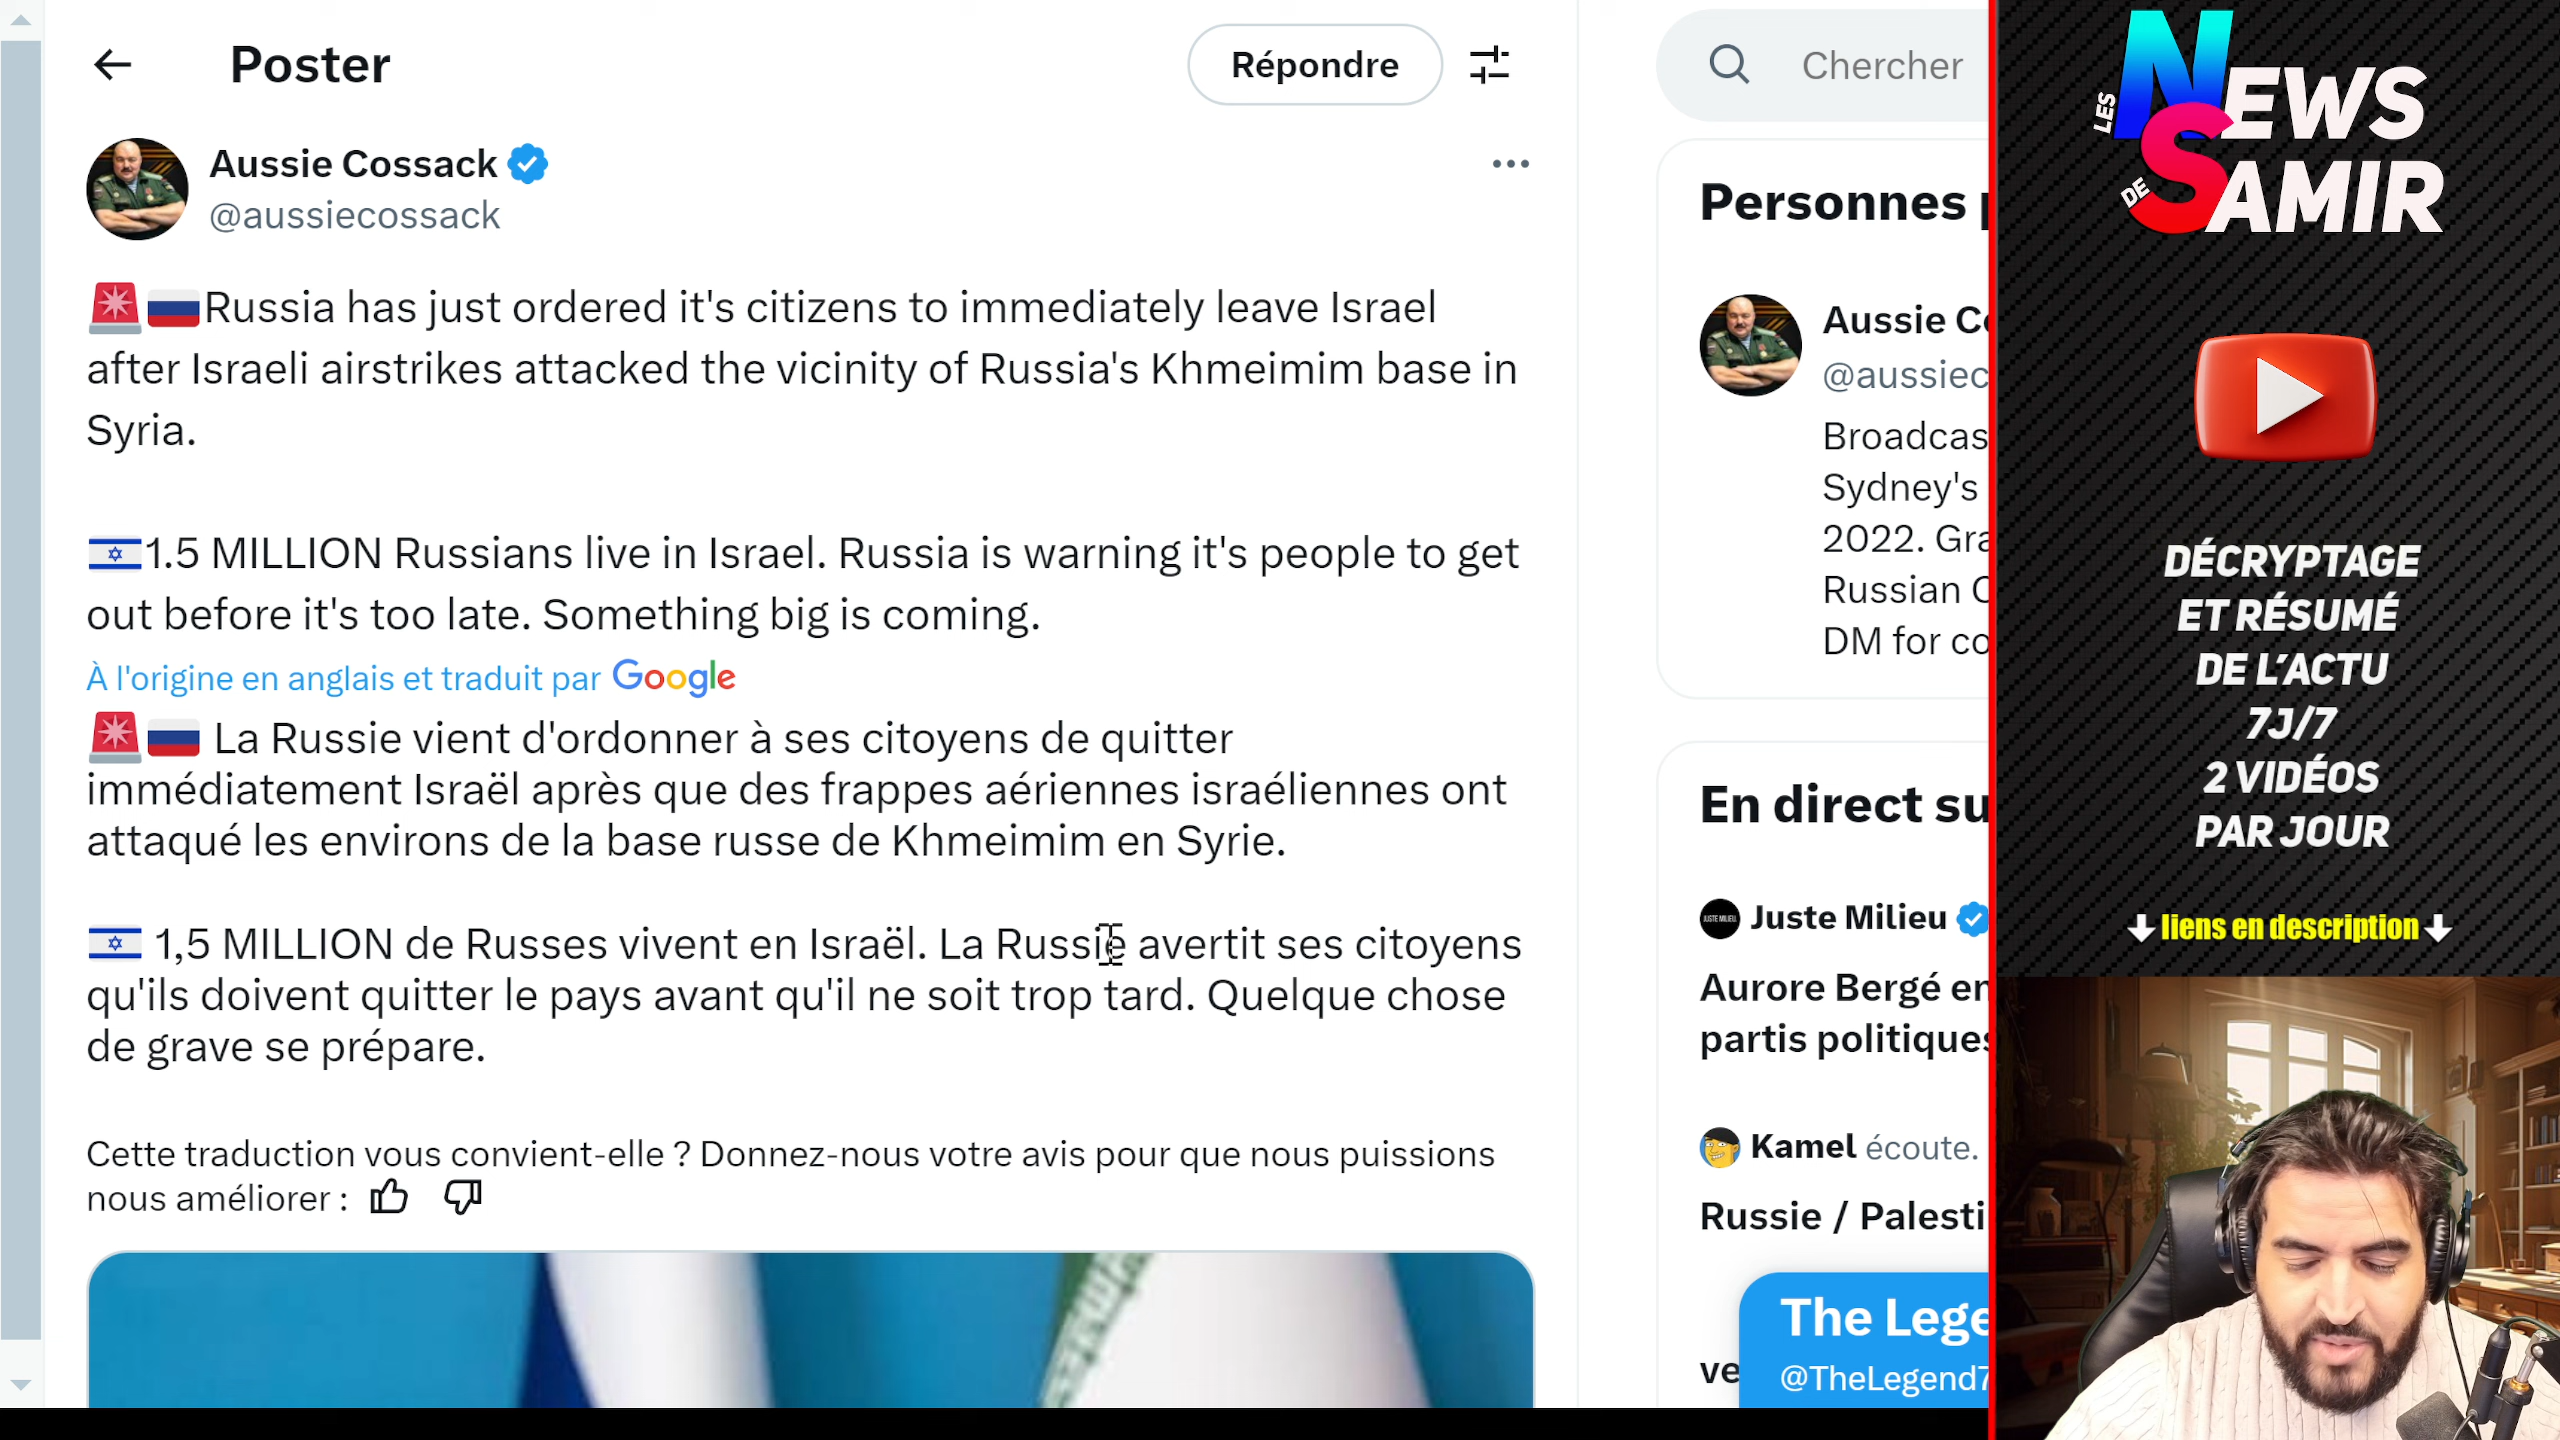 Poster
Répondre
Aussie Cossack
@aussiecossack
Russia has just ordered it's citizens to immediately leave Israel
after Israeli airstrikes attacked the vicinity of Russia's Khmeimim base in
Syria.
1.5 MILLION Russians live in Israel. Russia is warning it's people to get
out before it's too late. Something big is coming.
À l'origine en anglais et traduit par Google
La Russie vient d'ordonner à ses citoyens de quitter
immédiatement Israël après que des frappes aériennes israéliennes ont
attaqué les environs de la base russe de Khmeimim en Syrie.
1,5 MILLION de Russes vivent en Israël. La Russie avertit ses citoyens
qu'ils doivent quitter le pays avant qu'il ne soit trop tard. Quelque chose
de grave se prépare.
Cette traduction vous convient-elle ? Donnez-nous votre avis pour que nous puissions
nous améliorer :
Chercher
Personnes
Aussie
@aussiec
Broadcas
Sydney's
2022. Gra
Russian
DM for co
En direct su
Juste Milieu
Aurore Bergé en
partis politiques
Kamel écoute.
Russie / Palesti
ve
The Lege
@TheLegend7
LES NEWS
DE SAMIR
DÉCRYPTAGE
ET RÉSUMÉ
DE L'ACTU
7J/7
2 VIDÉOS
PAR JOUR
liens en description